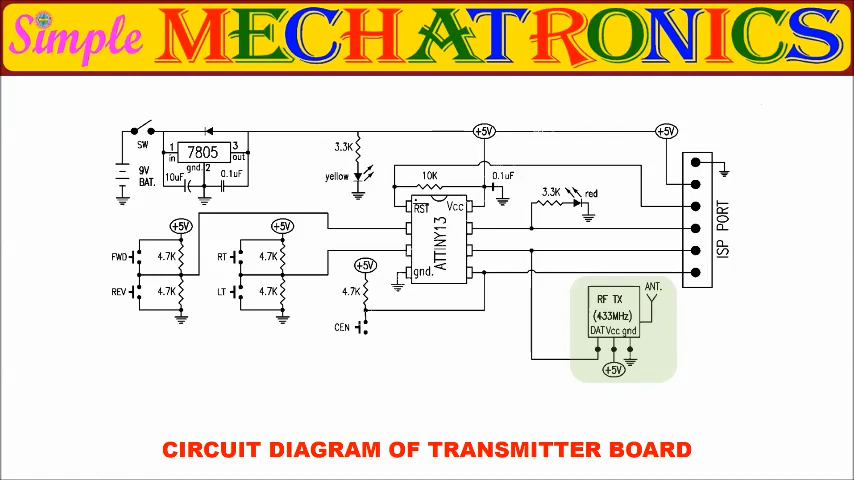 Simple MECHATRONICS
+5V
+5V
SW
1
in
7805
3
out
gnd. 2
10uF
0.1uF
9V
BAT.
3.3K
yellow
10K
0.1uF
3.3K
red
RST
Vcc
ATTINY13
gnd.
ISP PORT
+5V
FWD
4.7K
REV
4.7K
+5V
RT
4.7K
LT
4.7K
+5V
4.7K
CEN
ANT.
RF TX
(433MHz)
DAT Vcc gnd
+5V
CIRCUIT DIAGRAM OF TRANSMITTER BOARD